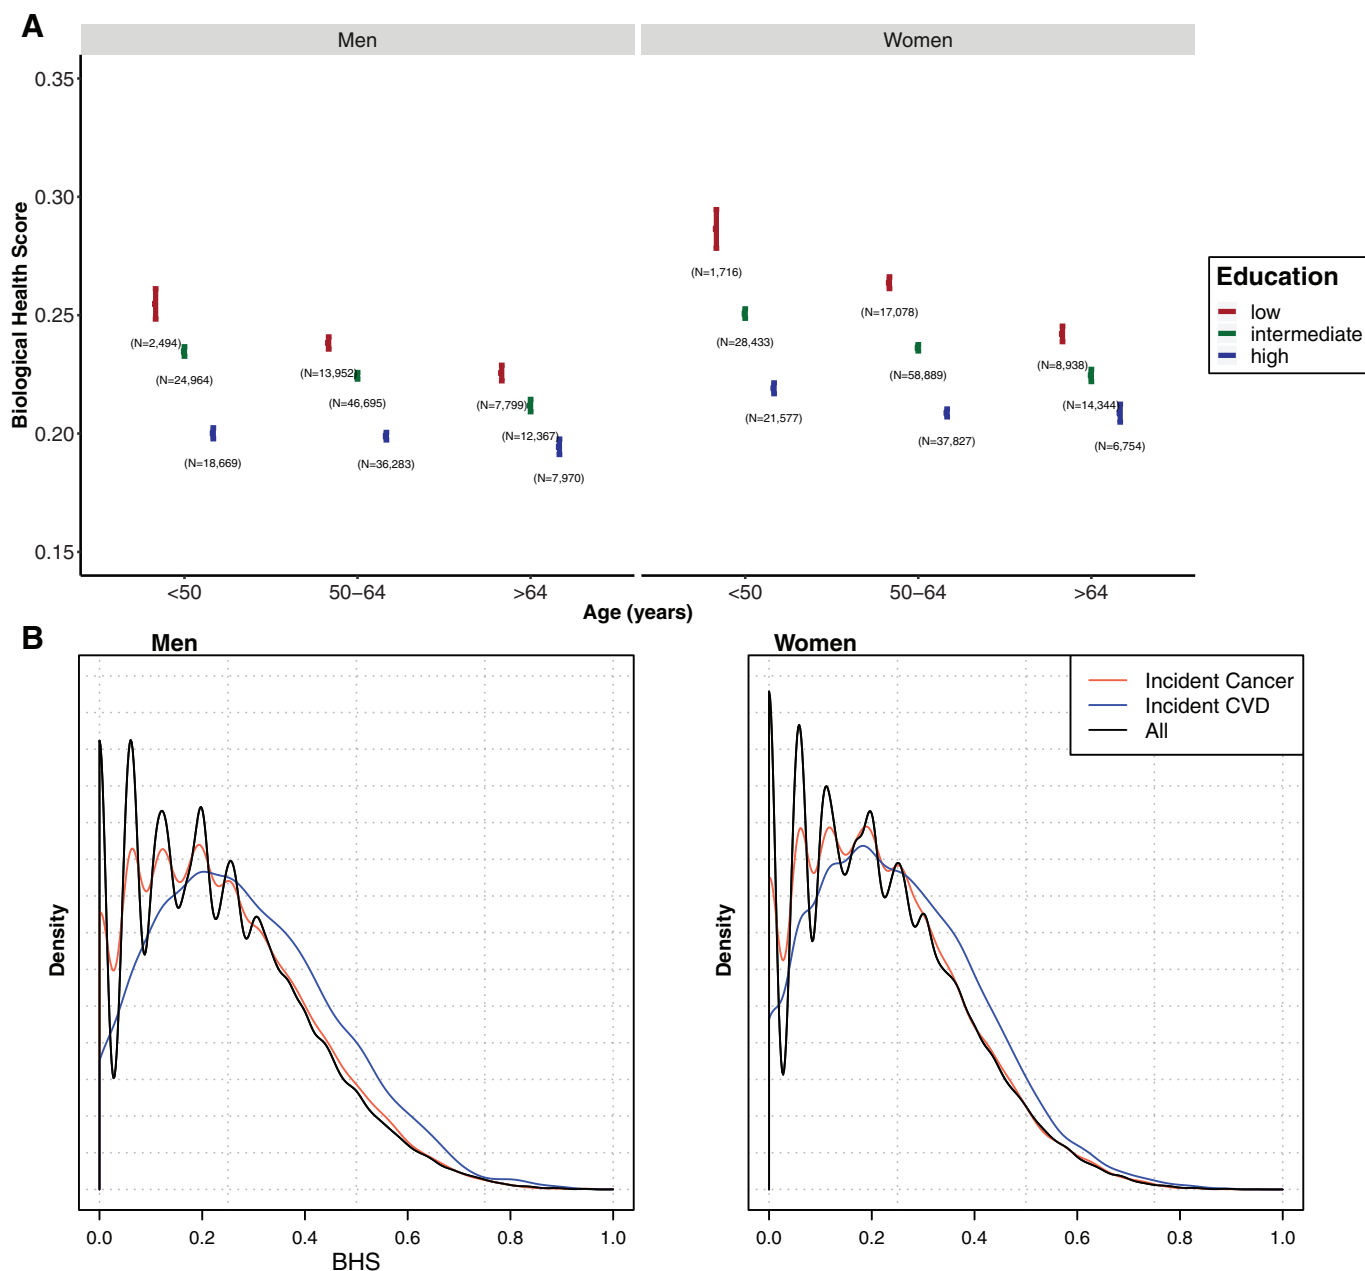 A
Men
Women
0.35
0.30
0.25
0.20
0.15
Biological Health Score
(N=2,494)
(N=24,964)
(N=18,669)
(N=13,952)
(N=46,695)
(N=36,283)
(N=7,799)
(N=12,367)
(N=7,970)
(N=1,716)
(N=28,433)
(N=21,577)
(N=17,078)
(N=58,889)
(N=37,827)
(N=8,938)
(N=14,344)
(N=6,754)
Education
low
intermediate
high
<50
50−64
>64
<50
50−64
>64
Age (years)
B
Men
Women
Incident Cancer
Incident CVD
All
Density
Density
0.0
0.2
0.4
0.6
0.8
1.0
0.0
0.2
0.4
0.6
0.8
1.0
BHS